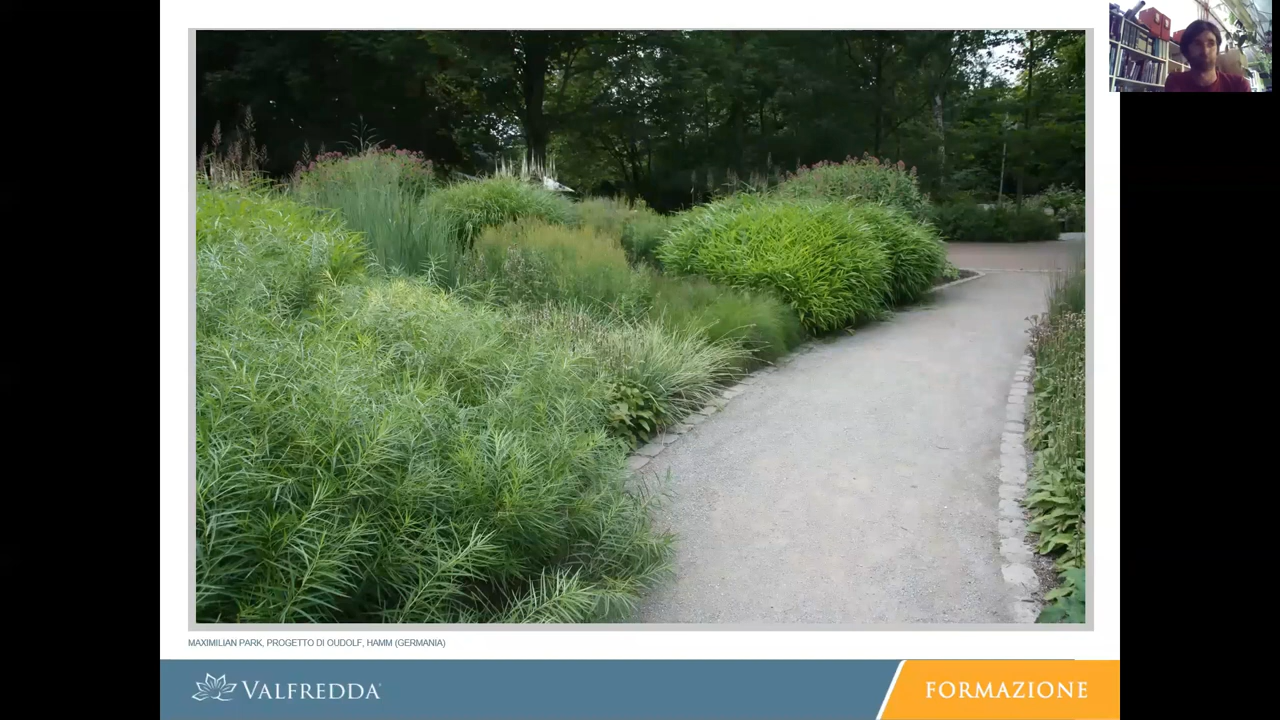 MAXIMILIAN PARK, PROGETTO DI OUDOLF, HAMM (GERMANIA)
VALFREDDA
FORMAZIONE